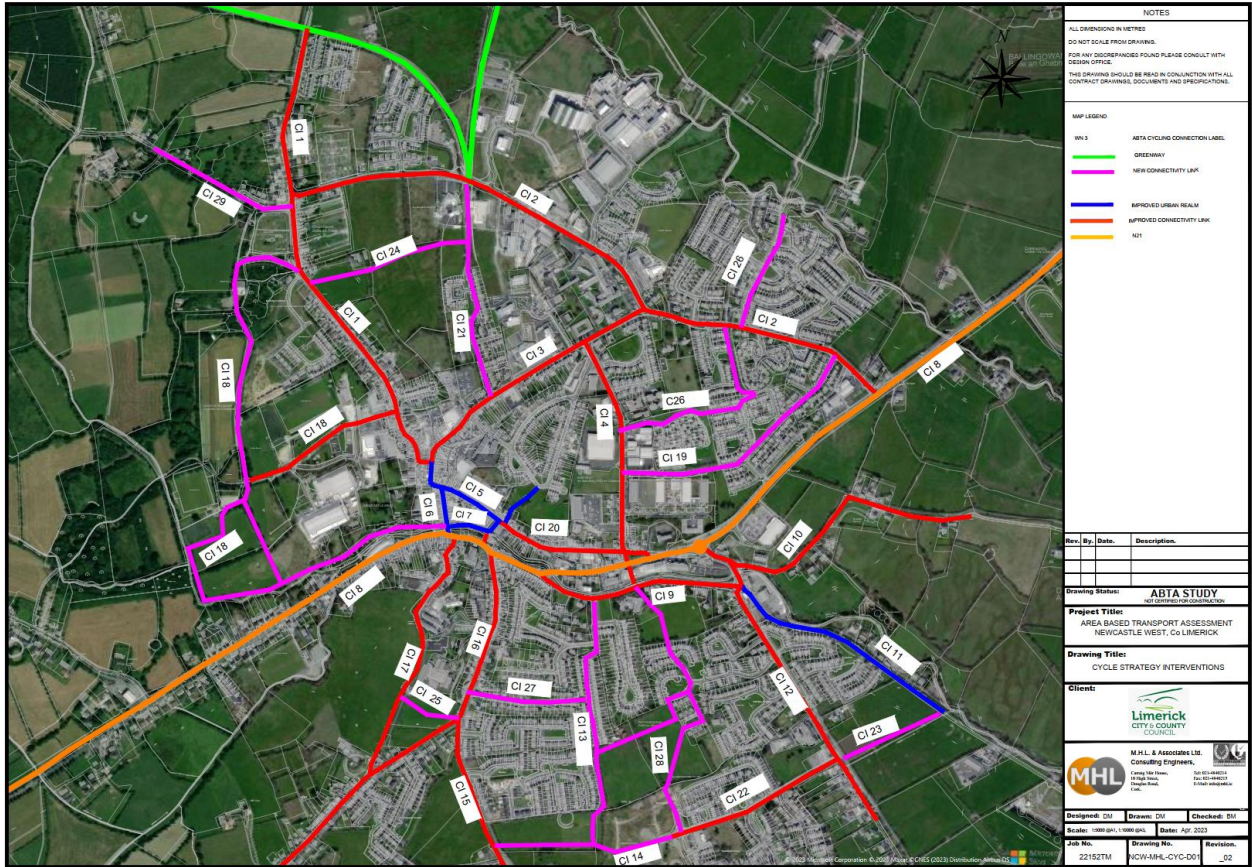 NOTES
ALL DIMENSIONS IN METRES
DO NOT SCALE FROM DRAWING.
FOR ANY DISCREPANCIES FOUND PLEASE CONSULT WITH
DESIGN OFFICE.
THIS DRAWING SHOULD BE READ IN CONJUNCTION WITH ALL
CONTRACT DRAWINGS, DOCUMENTS AND SPECIFICATIONS.
MAP LEGEND
WN 3 ABTA CYCLING CONNECTION LABEL
GREENWAY
NEW CONNECTIVITY LINK
IMPROVED URBAN REALM
IMPROVED CONNECTIVITY LINK
N21
N
CI 1
CI 2
CI 29
CI 24
CI 26
CI 1
CI 21
CI 2
CI 3
CI 8
CI 18
C26
CI 4
CI 18
CI 19
CI 5
CI 6
CI 7
CI 20
CI 10
CI 18
CI 8
CI 9
CI 16
CI 17
CI 11
CI 25
CI 27
CI 12
CI 13
CI 23
CI 28
CI 15
CI 22
CI 14
Rev. By. Date. Description.
Drawing Status: ABTA STUDY
NOT CERTIFIED FOR CONSTRUCTION
Project Title:
AREA BASED TRANSPORT ASSESSMENT
NEWCASTLE WEST, Co LIMERICK
Drawing Title:
CYCLE STRATEGY INTERVENTIONS
Client:
Limerick
CITY & COUNTY
COUNCIL
MHL
M.H.L. & Associates Ltd.
Consulting Engineers,
Carraig Mór House,
10 High Street,
Douglas Road,
Cork.
Designed: DM Drawn: DM Checked: BM
Date: Apr. 2023
Job No. Drawing No. Revision.
22152TM NCW-MHL-CYC-D01 _02